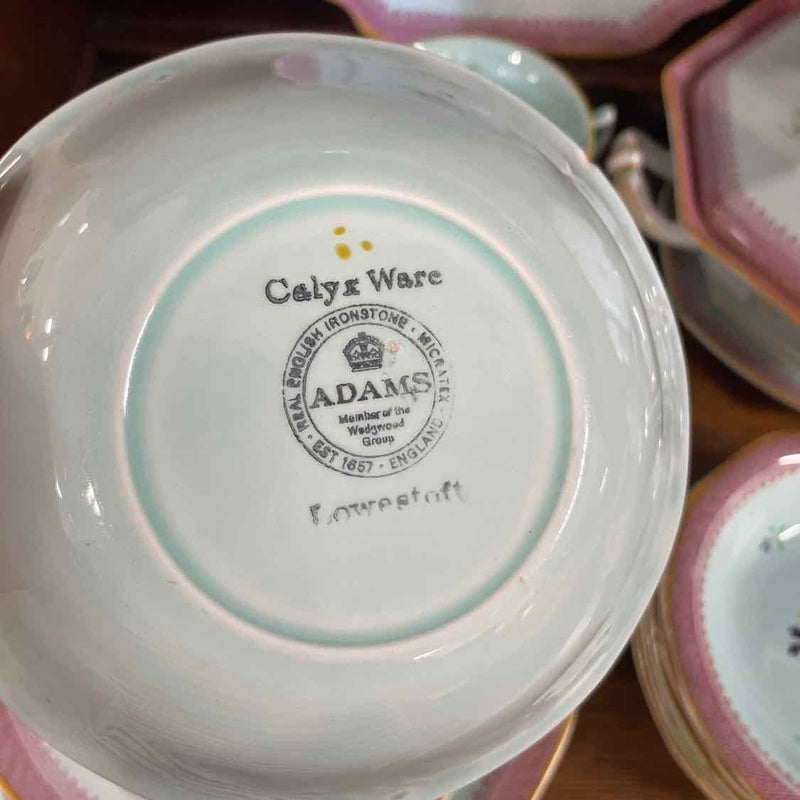 Calyx Ware
REAL ENGLISH IRONSTONE · MICRATEX ·
ADAMS
Member of the
Wedgwood
Group
· EST 1657 · ENGLAND ·
Lowestoft